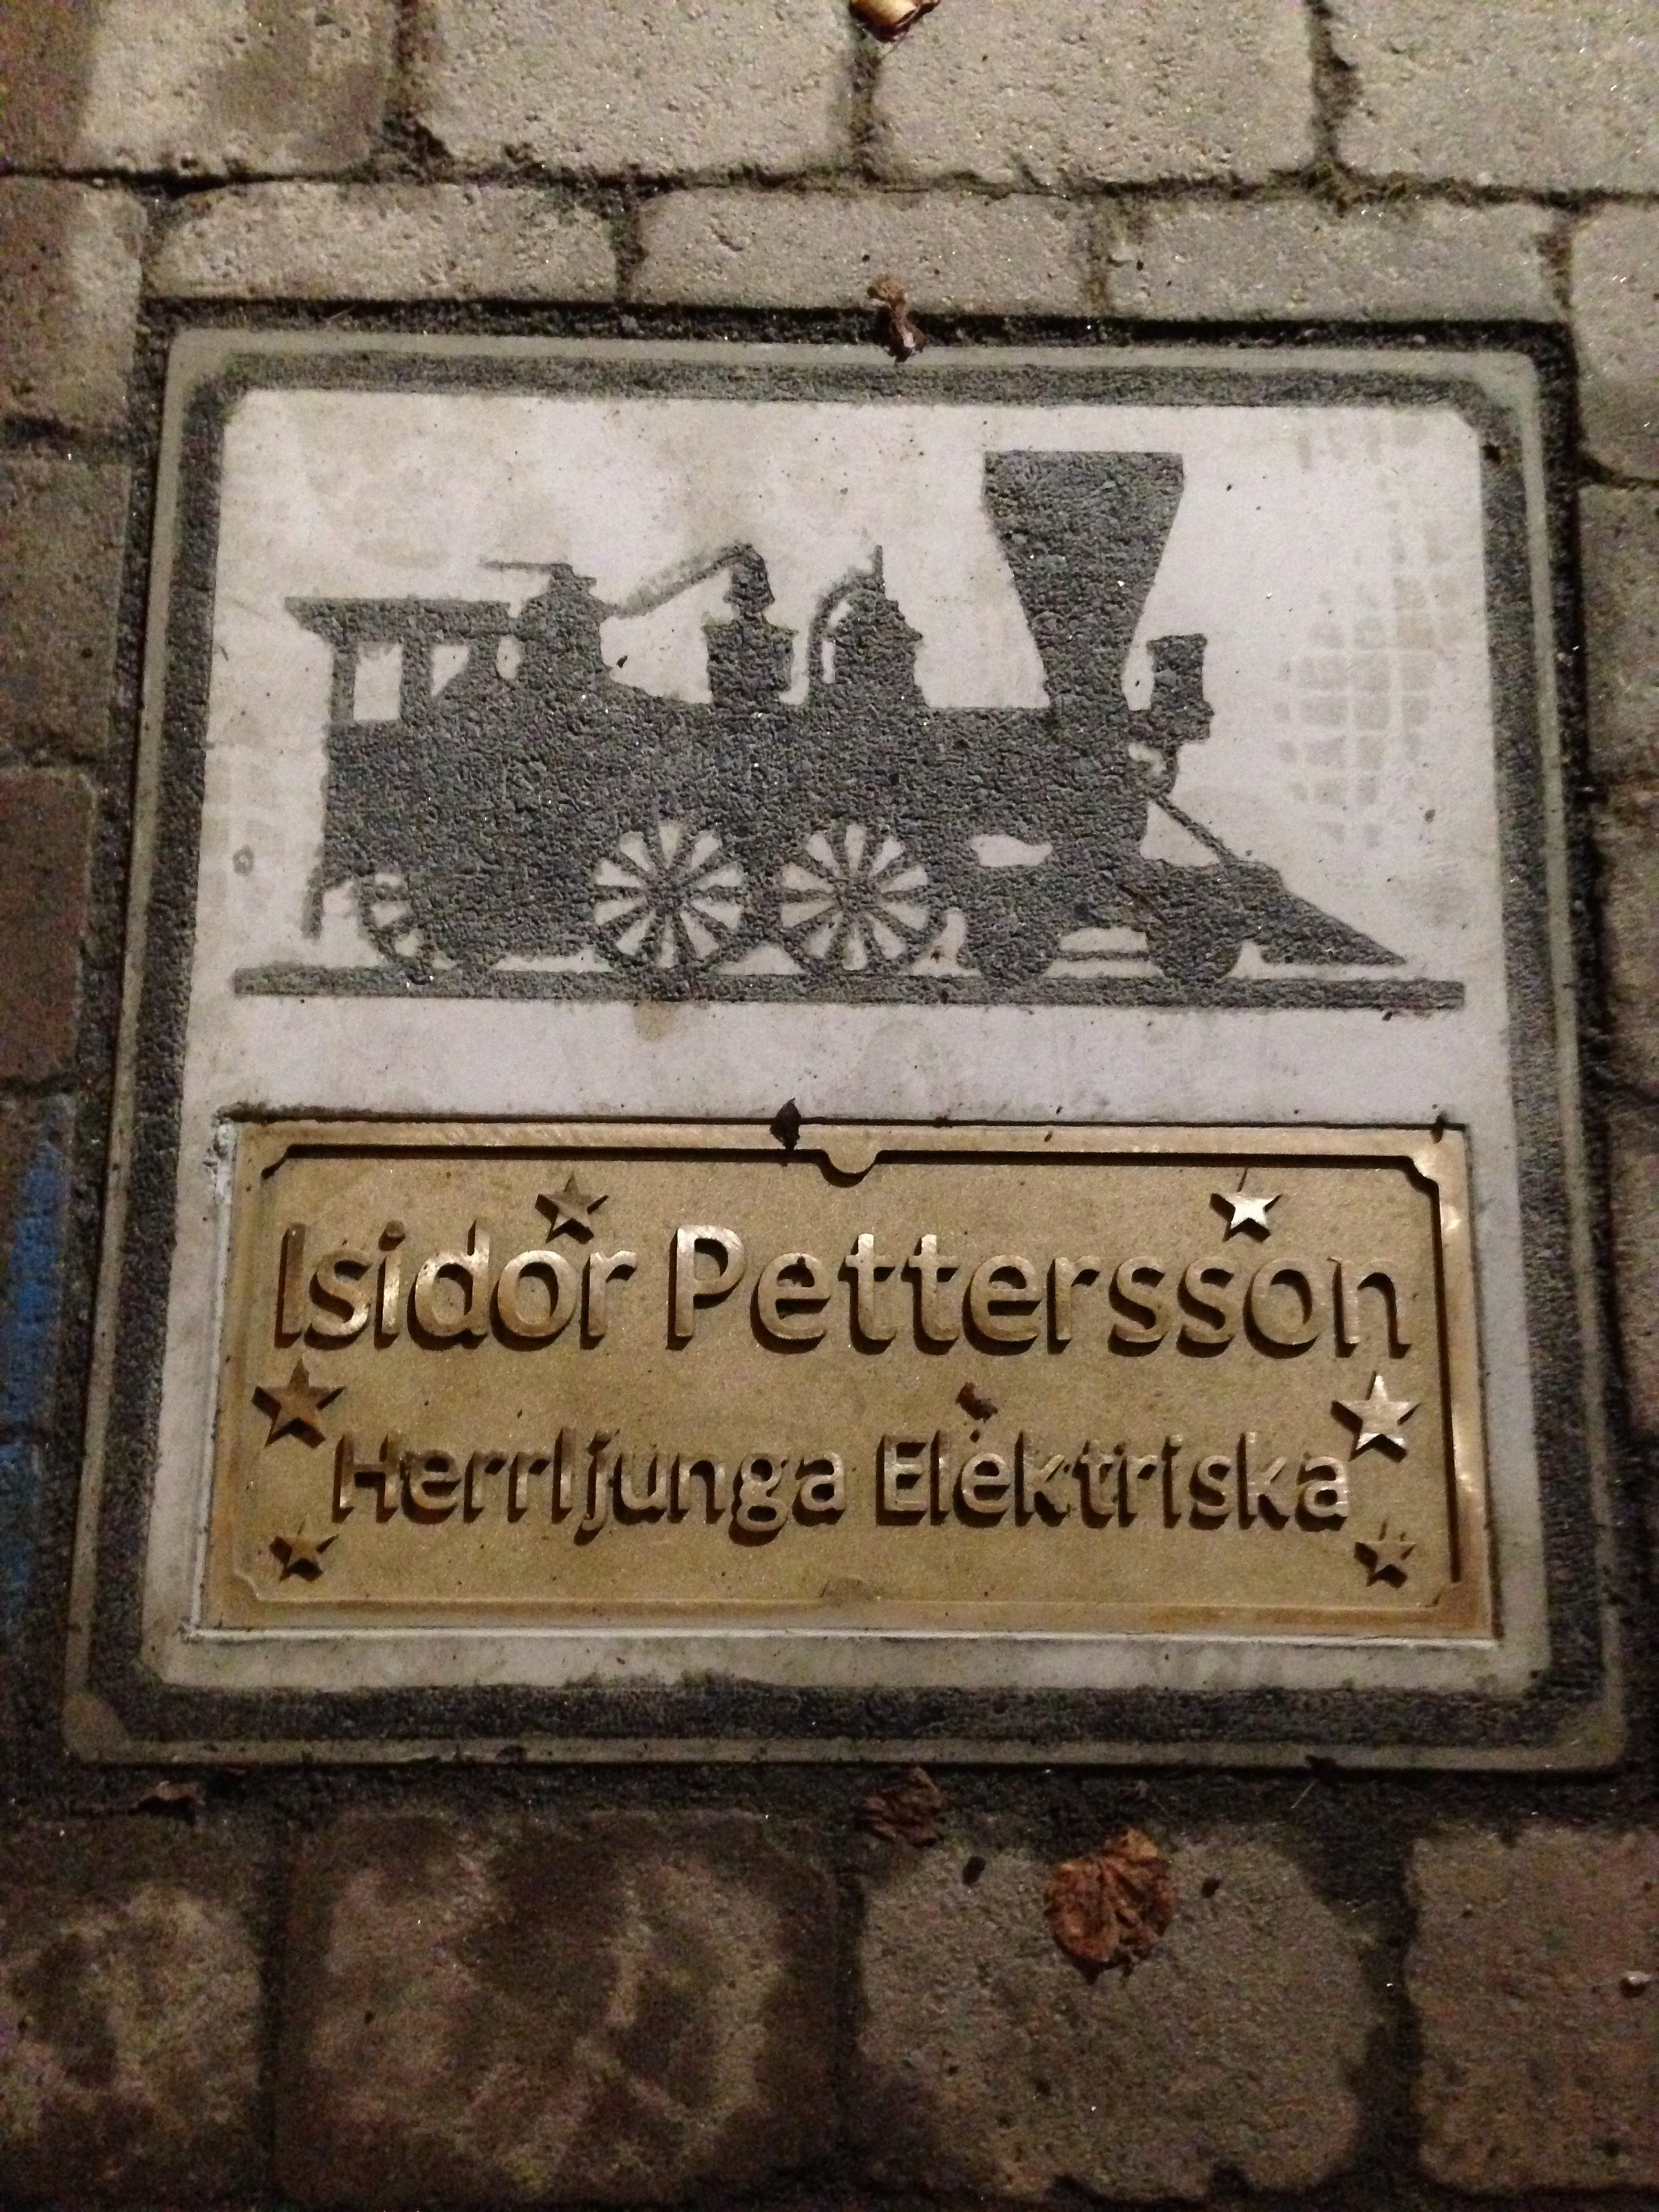 Isidor Pettersson
Herrljunga Elektriska